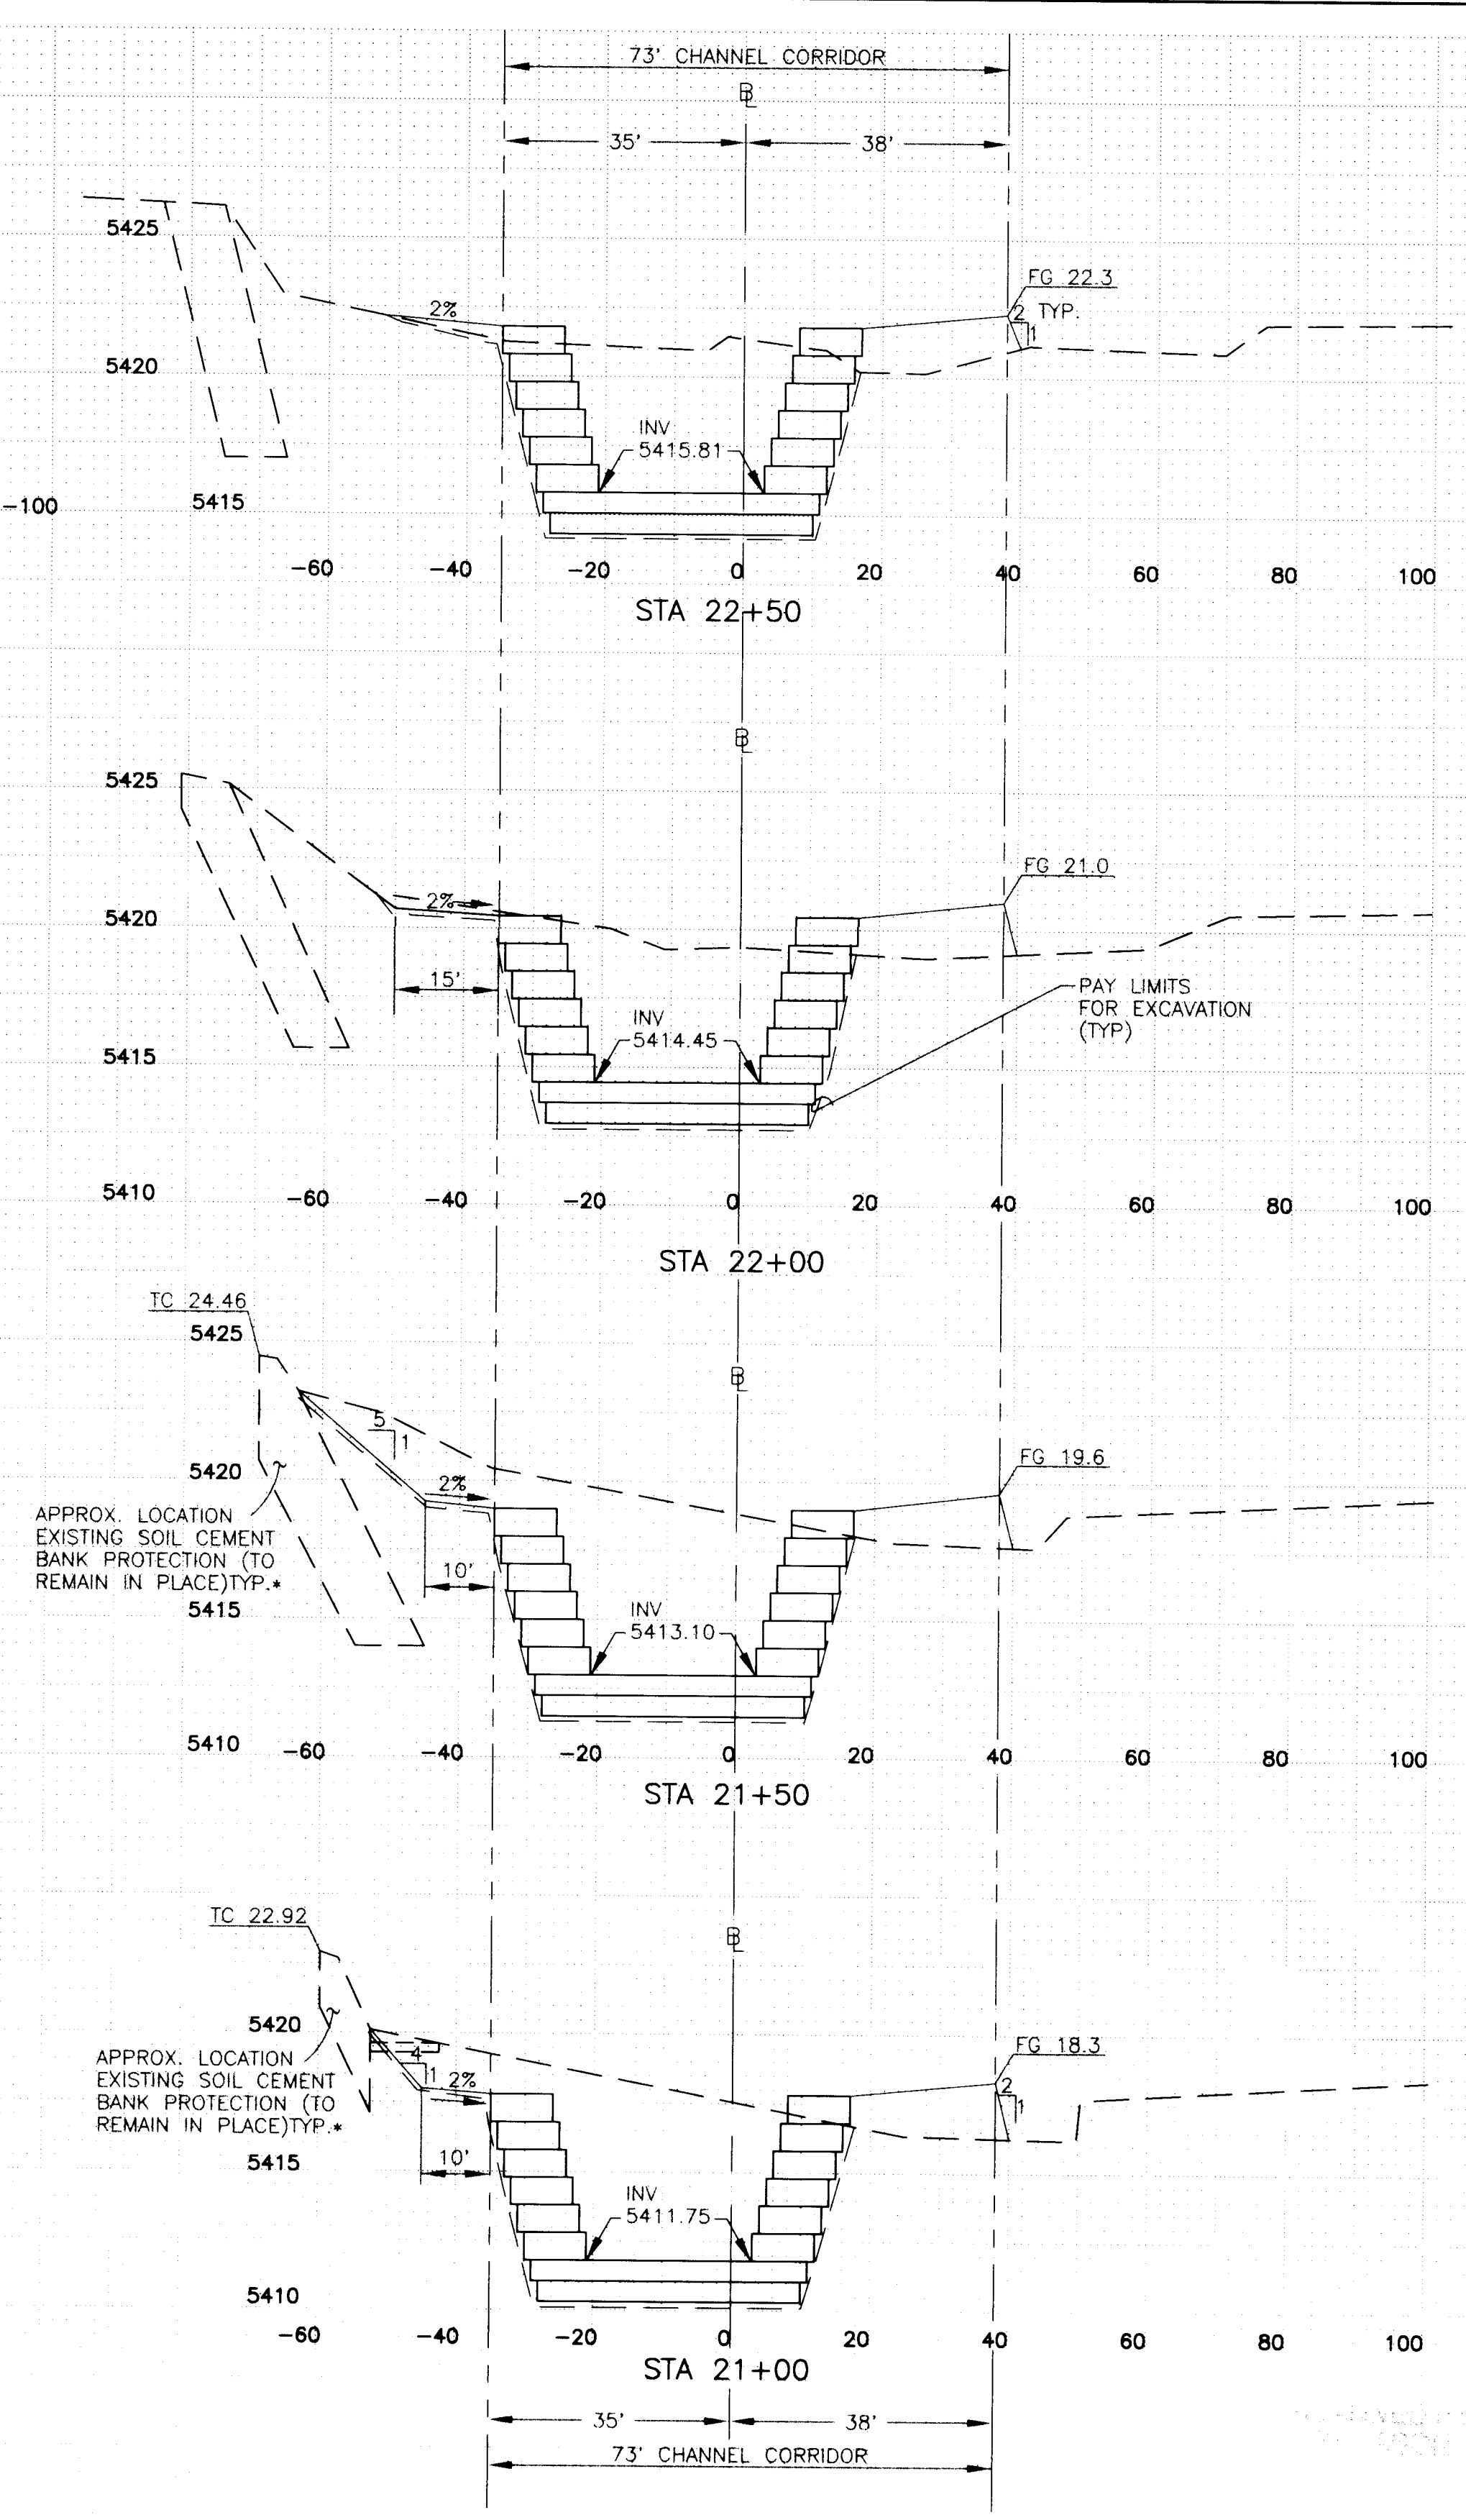 73' CHANNEL CORRIDOR
BL
35'
38'
5425
FG 22.3
2%
2 TYP.
1
5420
INV
5415.81
-100
5415
-60
-40
-20
0
20
40
60
80
100
STA 22+50
BL
5425
FG 21.0
2%
5420
15'
PAY LIMITS
FOR EXCAVATION
(TYP)
INV
5414.45
5415
5410
-60
-40
-20
0
20
40
60
80
100
STA 22+00
TC 24.46
5425
BL
5
1
FG 19.6
5420
2%
APPROX. LOCATION
EXISTING SOIL CEMENT
BANK PROTECTION (TO
REMAIN IN PLACE)TYP.*
10'
5415
INV
5413.10
5410
-60
-40
-20
0
20
40
60
80
100
STA 21+50
TC 22.92
BL
5420
FG 18.3
APPROX. LOCATION
EXISTING SOIL CEMENT
BANK PROTECTION (TO
REMAIN IN PLACE)TYP.*
4
1
2%
2
1
10'
5415
INV
5411.75
5410
-60
-40
-20
0
20
40
60
80
100
STA 21+00
35'
38'
73' CHANNEL CORRIDOR